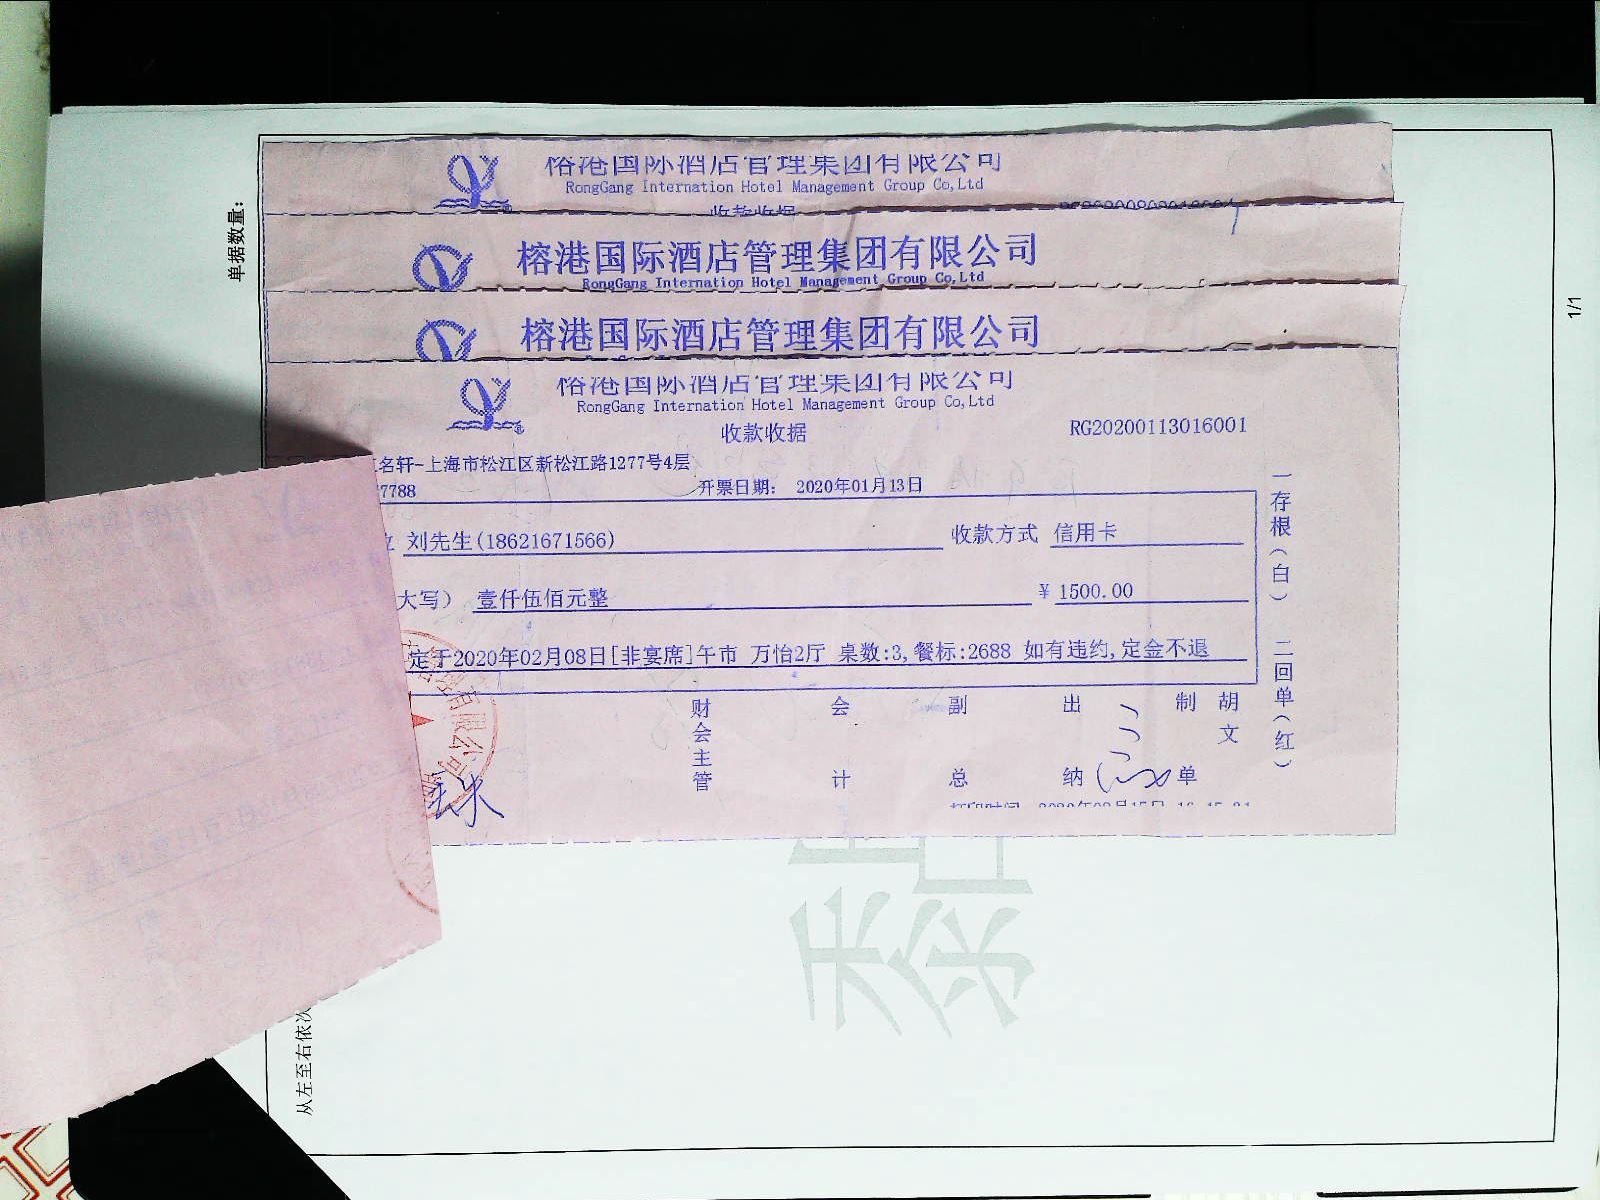 单据数量:
1/1
榕港国际酒店管理集团有限公司
RongGang Internation Hotel Management Group Co,Ltd
收款收据
榕港国际酒店管理集团有限公司
RongGang Internation Hotel Management Group Co,Ltd
榕港国际酒店管理集团有限公司
榕港国际酒店管理集团有限公司
RongGang Internation Hotel Management Group Co,Ltd
收款收据 RG20200113016001
名轩-上海市松江区新松江路1277号4层
7788 开票日期: 2020年01月13日
刘先生(18621671566) 收款方式 信用卡
大写) 壹仟伍佰元整 ¥ 1500.00
定于2020年02月08日[非宴席]午市 万怡2厅 桌数:3,餐标:2688 如有违约,定金不退
财会主管 会计 副总 出纳 制单 胡文
一存根(白) 二回单(红)
有限公司
粘
从左至右依次